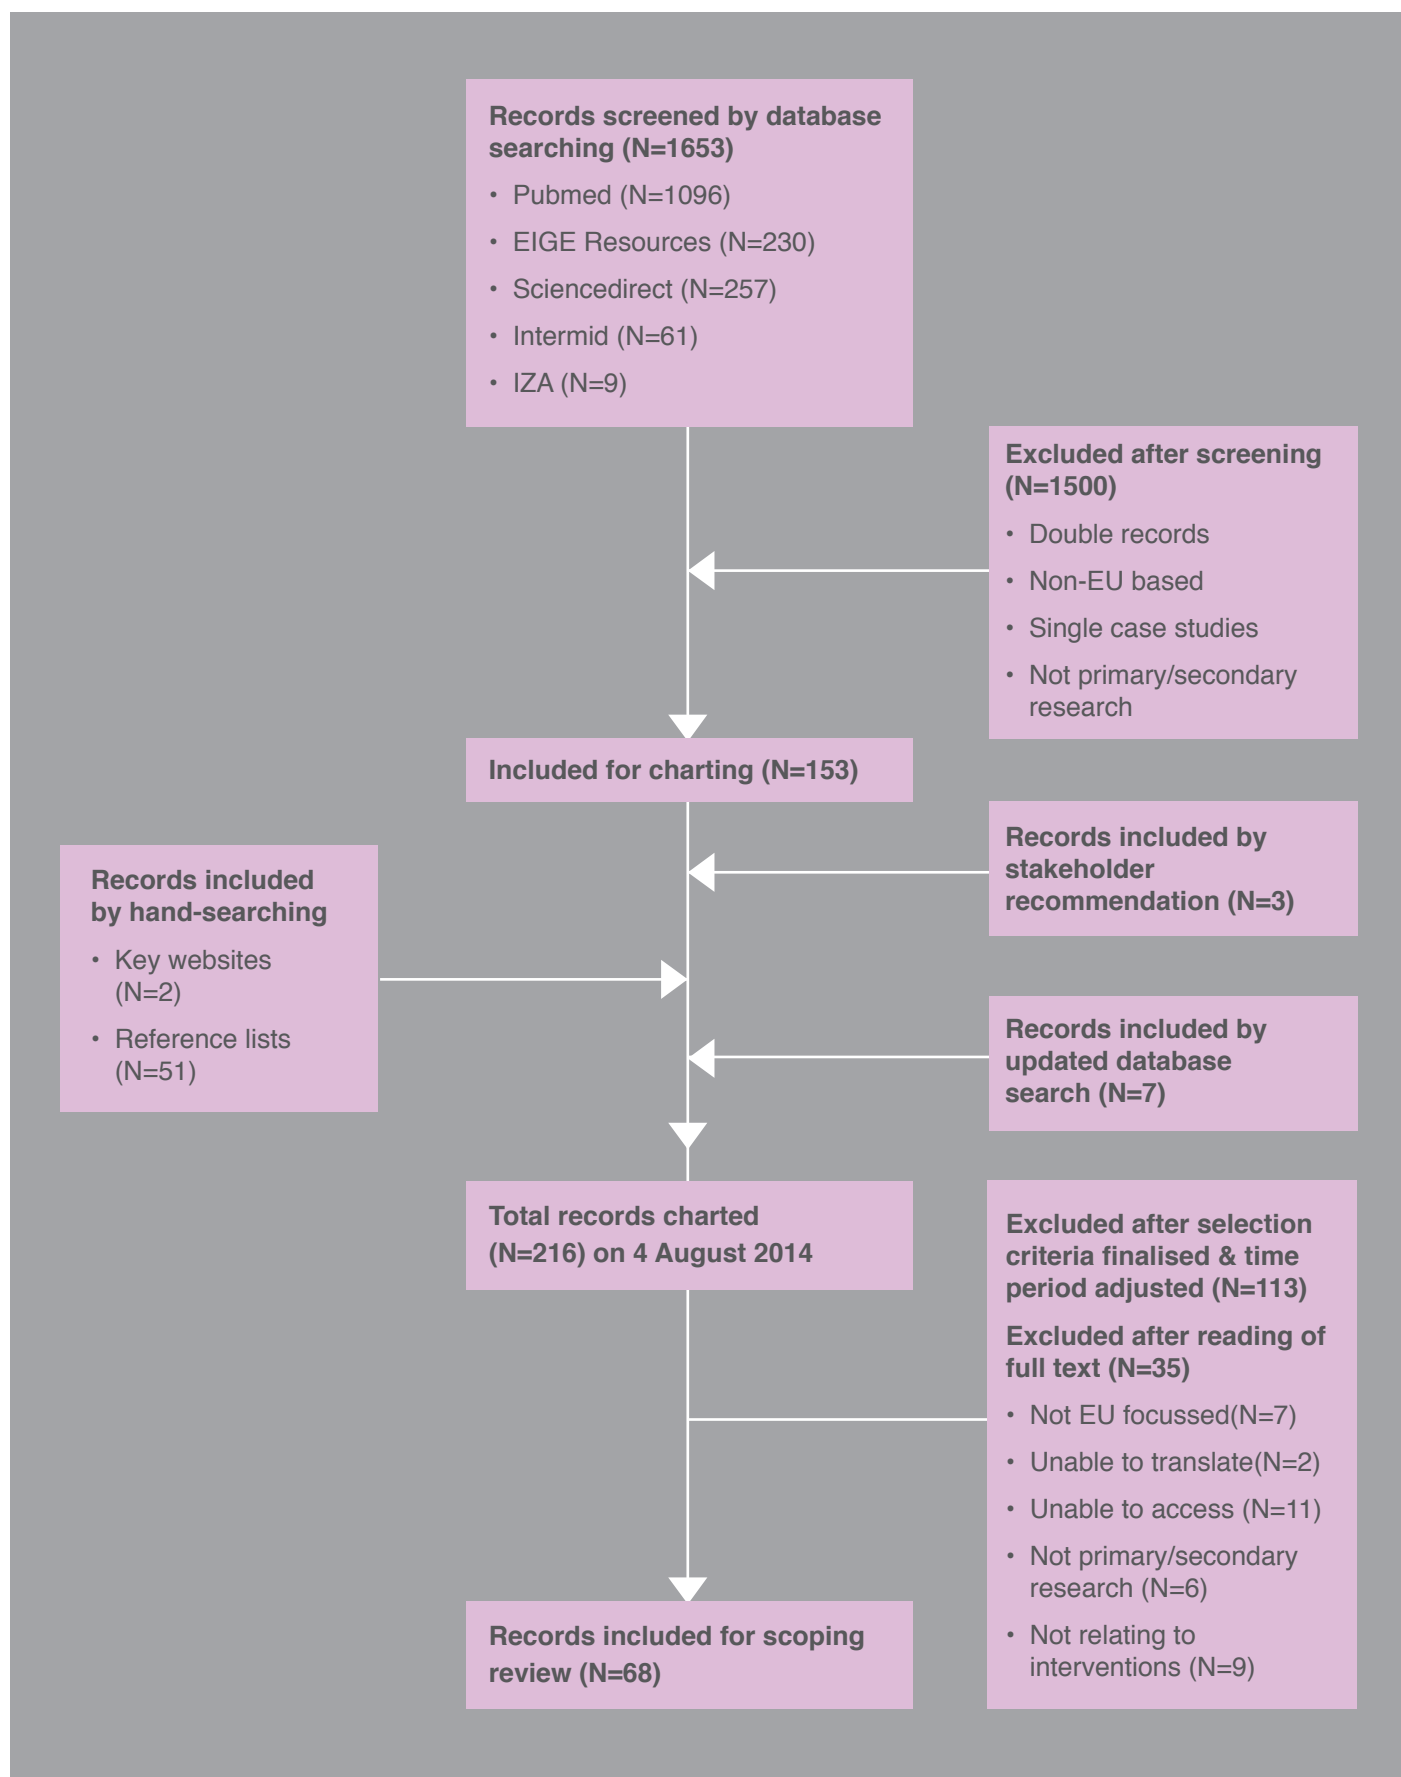 Records screened by database
searching (N=1653)
• Pubmed (N=1096)
• EIGE Resources (N=230)
• Sciencedirect (N=257)
• Intermid (N=61)
• IZA (N=9)
Excluded after screening
(N=1500)
• Double records
• Non-EU based
• Single case studies
• Not primary/secondary
research
Included for charting (N=153)
Records included by
stakeholder
recommendation (N=3)
Records included
by hand-searching
• Key websites
(N=2)
• Reference lists
(N=51)
Records included by
updated database
search (N=7)
Total records charted
(N=216) on 4 August 2014
Excluded after selection
criteria finalised & time
period adjusted (N=113)
Excluded after reading of
full text (N=35)
• Not EU focussed(N=7)
• Unable to translate(N=2)
• Unable to access (N=11)
• Not primary/secondary
research (N=6)
• Not relating to
interventions (N=9)
Records included for scoping
review (N=68)